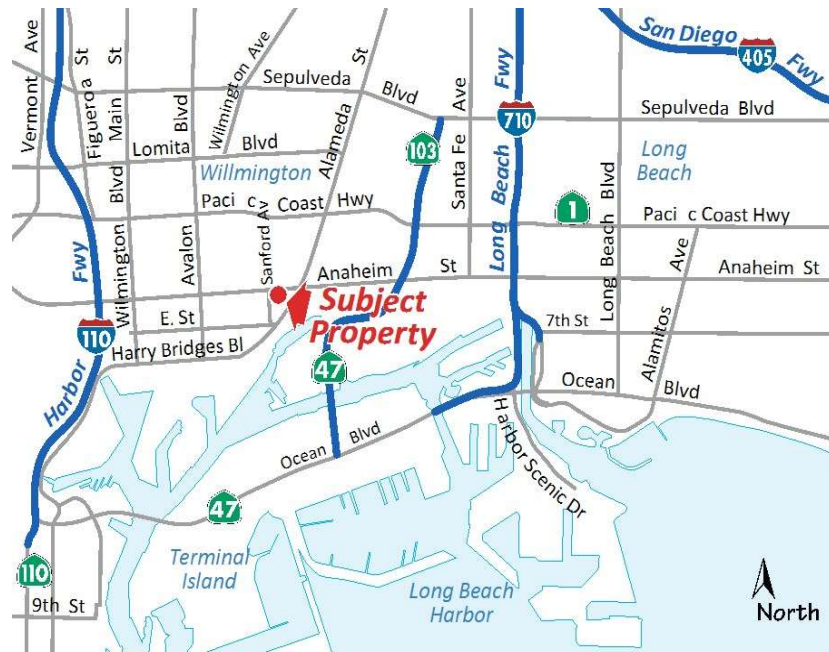 Vermont Ave
Figueroa St
Main St
Wilmington Ave
St
Fwy
San Diego
405
Fwy
Sepulveda
Blvd
Ave
Sepulveda Blvd
Blvd
Lomita Blvd
Alameda
103
710
Willmington
Santa Fe
Long
Beach
Paci c Coast Hwy
1
Paci c Coast Hwy
Blvd
Wilmington
Avalon
Sanford Av
Long Beach
Long Beach Blvd
Ave
Anaheim St
Anaheim St
Fwy
Subject
Property
E. St
7th St
110
Harry Bridges Bl
47
Alamitos
Harbor
Ocean Blvd
Ocean Blvd
Harbor Scenic Dr
47
Terminal
Island
110
9th St
Long Beach
Harbor
North